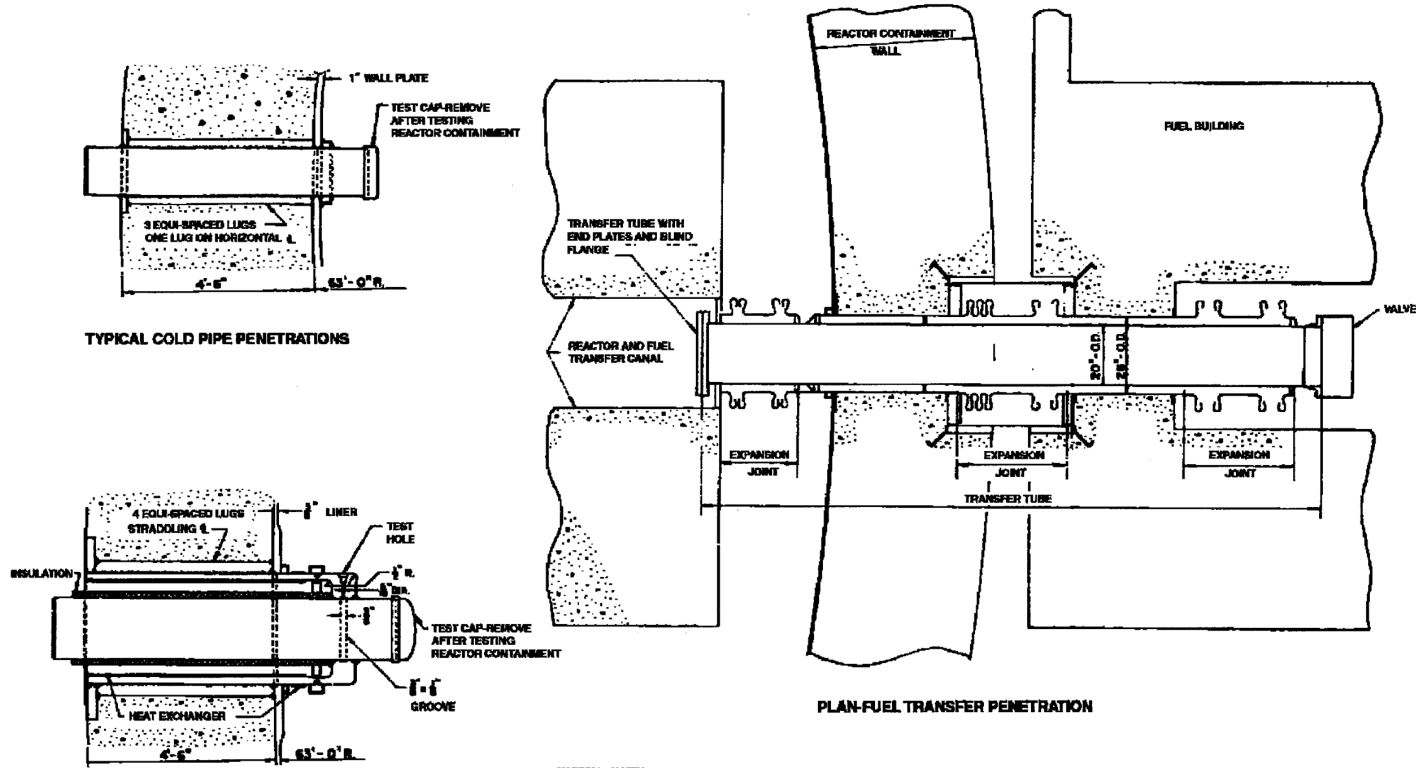 1" WALL PLATE
TEST CAP-REMOVE
AFTER TESTING
REACTOR CONTAINMENT
3 EQUI-SPACED LUGS
ONE LUG ON HORIZONTAL ℄
4'-6"
63'-0" R.
TYPICAL COLD PIPE PENETRATIONS
REACTOR CONTAINMENT
WALL
FUEL BUILDING
TRANSFER TUBE WITH
END PLATES AND BLIND
FLANGE
VALVE
REACTOR AND FUEL
TRANSFER CANAL
20" O.D.
O.D.
EXPANSION
JOINT
EXPANSION
JOINT
EXPANSION
JOINT
TRANSFER TUBE
PLAN-FUEL TRANSFER PENETRATION
4 EQUI-SPACED LUGS
STRADDLING ℄
LINER
TEST
HOLE
INSULATION
R.
DIA.
TEST CAP-REMOVE
AFTER TESTING
REACTOR CONTAINMENT
GROOVE
HEAT EXCHANGER
4'-6"
63'-0" R.